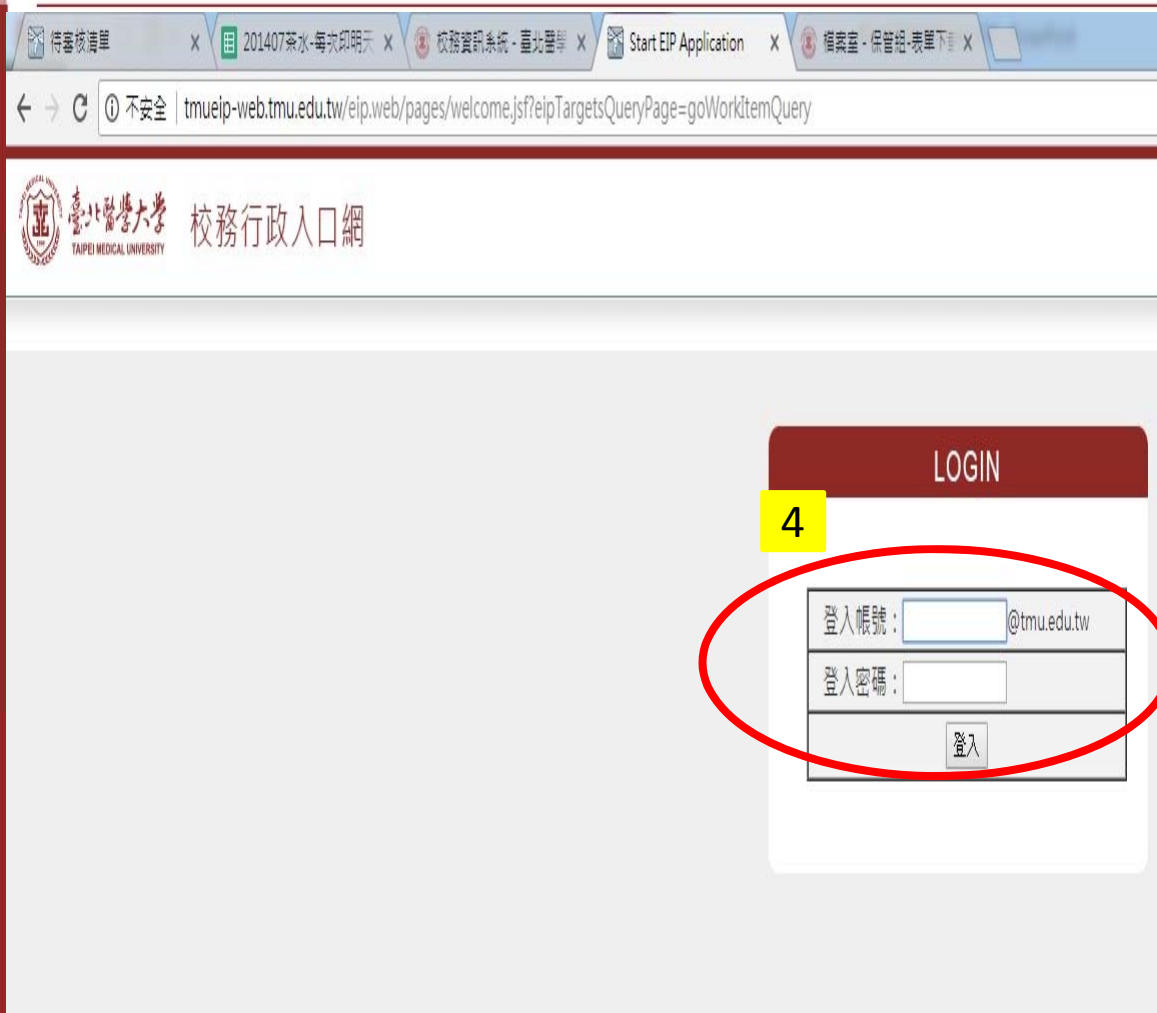 待審核清單
201407茶水-每次印明天
校務資訊系統 - 臺北醫學
Start EIP Application
檔案室 - 保管組-表單下
不安全 | tmueip-web.tmu.edu.tw/eip.web/pages/welcome.jsf?eipTargetsQueryPage=goWorkItemQuery
臺北醫學大學
TAIPEI MEDICAL UNIVERSITY
校務行政入口網
LOGIN
4
登入帳號：
@tmu.edu.tw
登入密碼：
登入